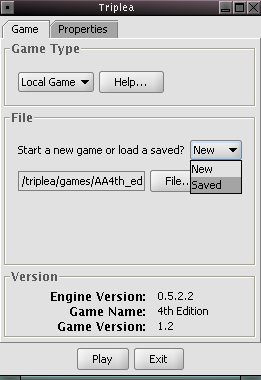 Triplea
Game Properties
Game Type
Local Game Help...
File
Start a new game or load a saved? New
New
/triplea/games/AA4th_ed File..
Saved
Version
Engine Version: 0.5.2.2
Game Name: 4th Edition
Game Version: 1.2
Play Exit